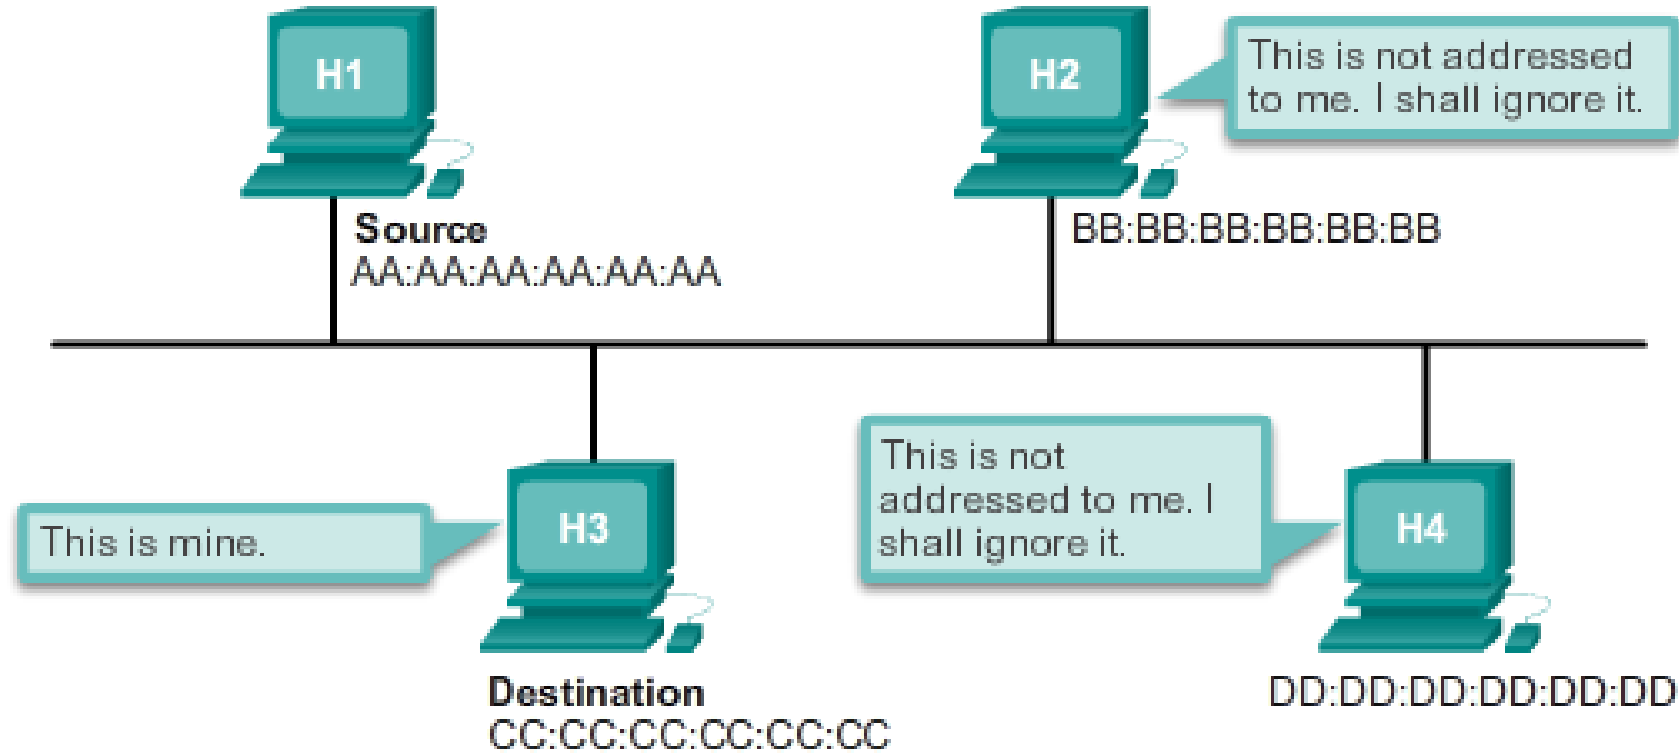 H1
H2
This is not addressed
to me. I shall ignore it.
Source
AA:AA:AA:AA:AA:AA
BB:BB:BB:BB:BB:BB
This is mine.
H3
This is not
addressed to me. I
shall ignore it.
H4
Destination
CC:CC:CC:CC:CC:CC
DD:DD:DD:DD:DD:DD